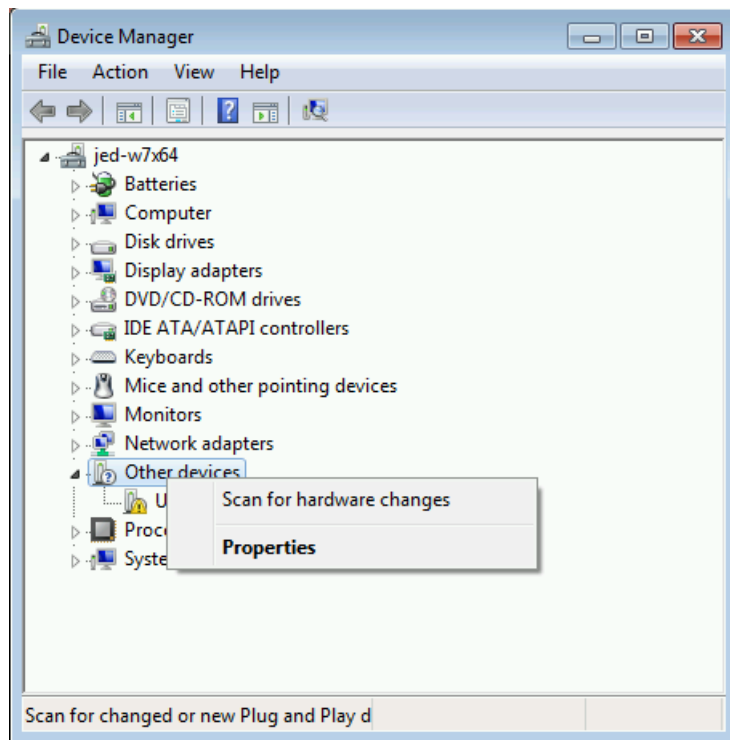 Device Manager
File Action View Help
jed-w7x64
Batteries
Computer
Disk drives
Display adapters
DVD/CD-ROM drives
IDE ATA/ATAPI controllers
Keyboards
Mice and other pointing devices
Monitors
Network adapters
Other devices
U
Scan for hardware changes
Proc
Properties
Syste
Scan for changed or new Plug and Play d